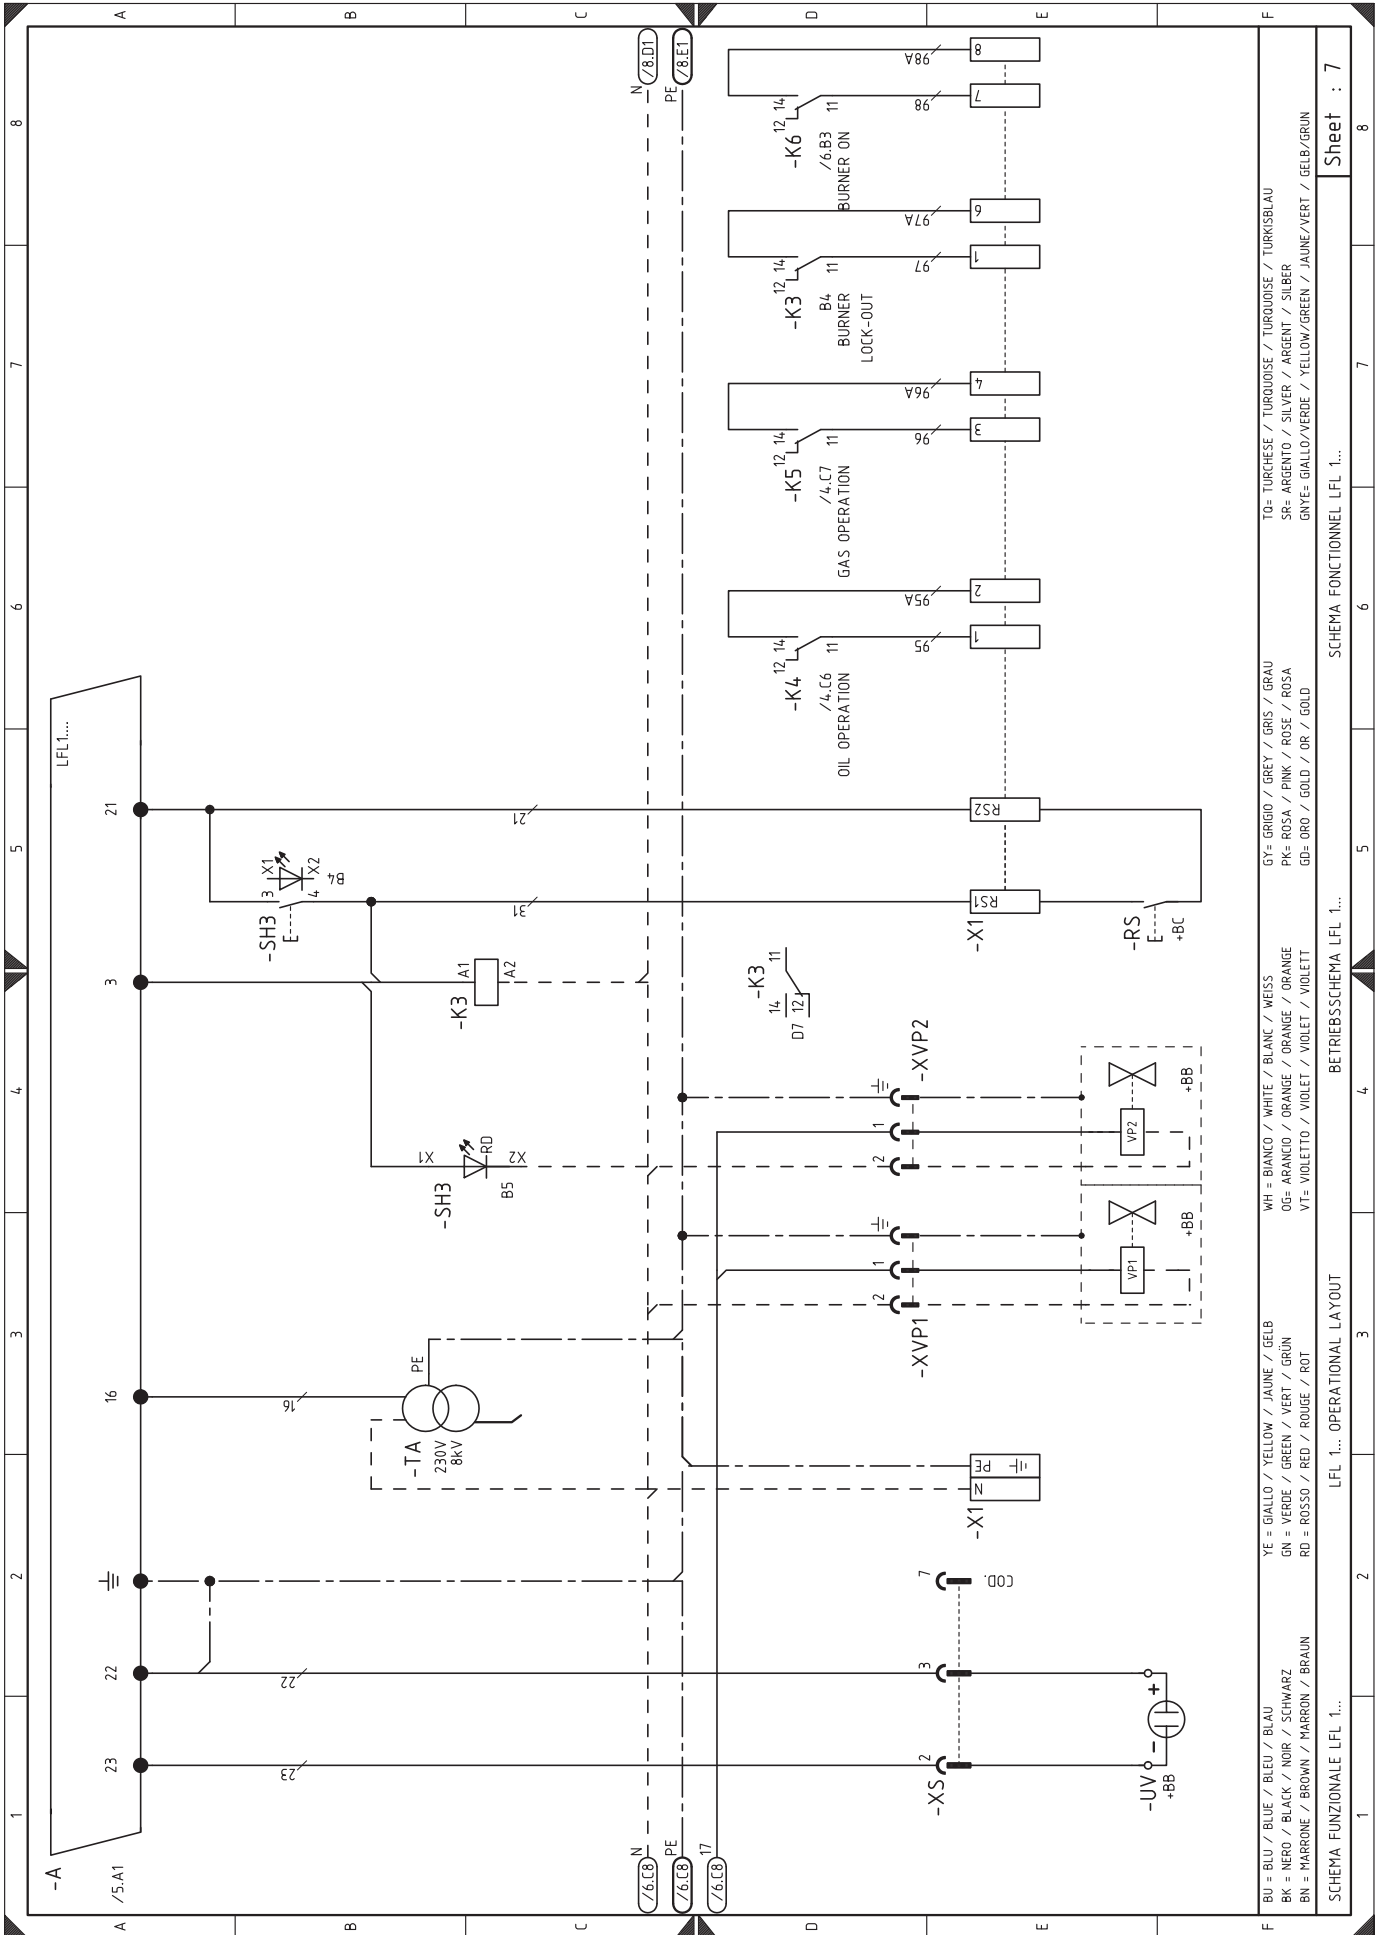 1 2 3 4 5 6 7 8
A B C D E F
-A
/5.A1
LFL1....
23
22
16
3
21
23
22
16
-TA
230V
8kV
PE
-SH3
X1
X2
RD
B5
-K3
A1
A2
-SH3
3
4
X1
X2
B4
31
21
/6.C8 N
/6.C8 PE
/6.C8 17
N /8.D1
PE /8.E1
-XS
2
3
7
COD.
-UV
+BB
-
+
-X1
N
PE
-XVP1
2
1
VP1
+BB
-XVP2
2
1
VP2
+BB
-K3
14
12
11
D7
-X1
RS1
RS2
-RS
+BC
-K4
12 14
11
/4.C6
OIL OPERATION
95
95A
1
2
-K5
12 14
11
/4.C7
GAS OPERATION
96
96A
3
4
-K3
12 14
11
B4
BURNER
LOCK-OUT
97
97A
1
6
-K6
12 14
11
/6.B3
BURNER ON
98
98A
7
8
BU = BLU / BLUE / BLEU / BLAU
BK = NERO / BLACK / NOIR / SCHWARZ
BN = MARRONE / BROWN / MARRON / BRAUN
YE = GIALLO / YELLOW / JAUNE / GELB
GN = VERDE / GREEN / VERT / GRÜN
RD = ROSSO / RED / ROUGE / ROT
WH = BIANCO / WHITE / BLANC / WEISS
OG= ARANCIO / ORANGE / ORANGE / ORANGE
VT= VIOLETTO / VIOLET / VIOLET / VIOLETT
GY= GRIGIO / GREY / GRIS / GRAU
PK= ROSA / PINK / ROSE / ROSA
GD= ORO / GOLD / OR / GOLD
TQ= TURCHESE / TURQUOISE / TURQUOISE / TURKISBLAU
SR= ARGENTO / SILVER / ARGENT / SILBER
GNYE= GIALLO/VERDE / YELLOW/GREEN / JAUNE/VERT / GELB/GRUN
SCHEMA FUNZIONALE LFL 1...
LFL 1... OPERATIONAL LAYOUT
BETRIEBSSCHEMA LFL 1...
SCHEMA FONCTIONNEL LFL 1...
Sheet : 7
1 2 3 4 5 6 7 8
A B C D E F